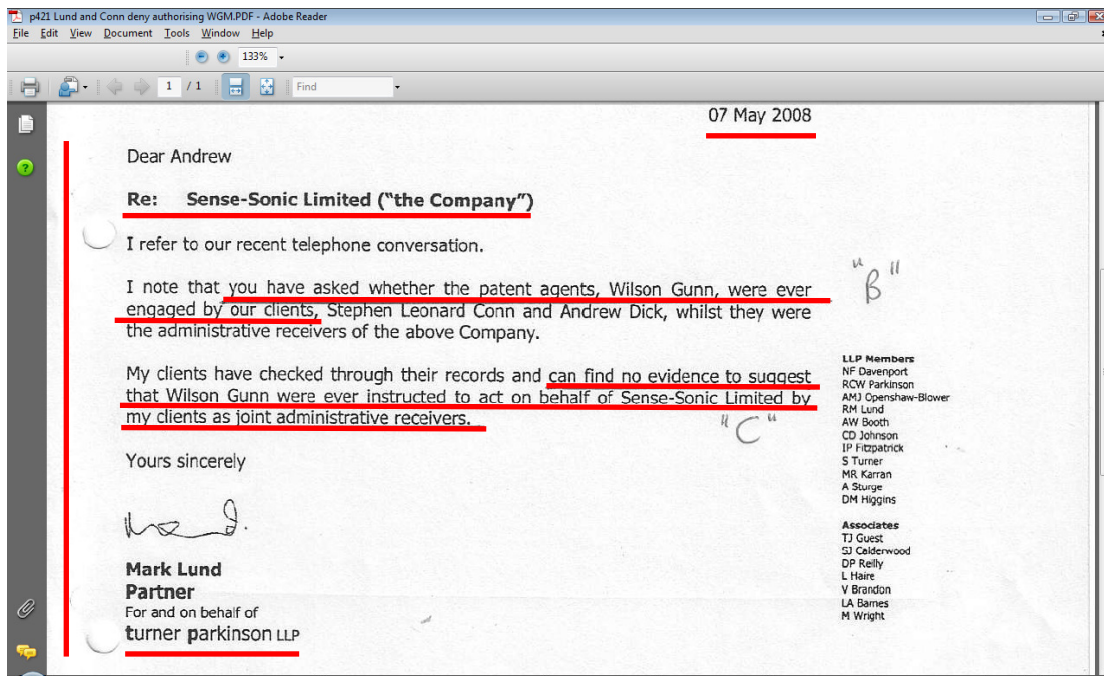 p421 Lund and Conn deny authorising WGM.PDF - Adobe Reader
File Edit View Document Tools Window Help
133%
1 / 1 Find
07 May 2008
Dear Andrew
Re: Sense-Sonic Limited ("the Company")
I refer to our recent telephone conversation.
I note that you have asked whether the patent agents, Wilson Gunn, were ever
engaged by our clients, Stephen Leonard Conn and Andrew Dick, whilst they were
the administrative receivers of the above Company.
"B"
My clients have checked through their records and can find no evidence to suggest
that Wilson Gunn were ever instructed to act on behalf of Sense-Sonic Limited by
my clients as joint administrative receivers.
"C"
Yours sincerely
Mark Lund
Partner
For and on behalf of
turner parkinson LLP
LLP Members
NF Davenport
RCW Parkinson
AMJ Openshaw-Blower
RM Lund
AW Booth
CD Johnson
IP Fitzpatrick
S Turner
MR Karran
A Sturge
DM Higgins
Associates
TJ Guest
SJ Calderwood
DP Reilly
L Haire
V Brandon
LA Barnes
M Wright